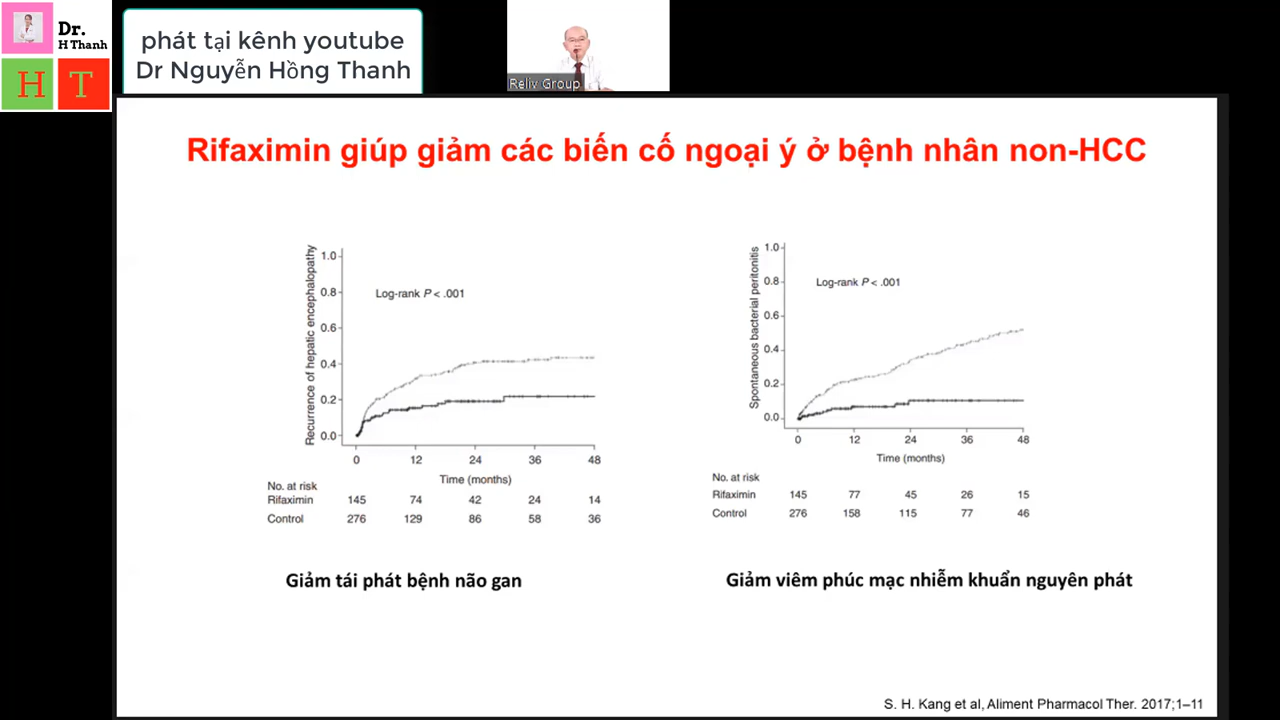 Dr.
H Thanh
H T
phát tại kênh youtube
Dr Nguyễn Hồng Thanh
Reliv Group
Rifaximin giúp giảm các biến cố ngoại ý ở bệnh nhân non-HCC
Recurrence of hepatic encephalopathy
1.0
0.8
0.6
0.4
0.2
0.0
Log-rank P < .001
0 12 24 36 48
Time (months)
No. at risk
Rifaximin 145 74 42 24 14
Control 276 129 86 58 36
Giảm tái phát bệnh não gan
Spontaneous bacterial peritonitis
1.0
0.8
0.6
0.4
0.2
0.0
Log-rank P < .001
0 12 24 36 48
Time (months)
No. at risk
Rifaximin 145 77 45 26 15
Control 276 158 115 77 46
Giảm viêm phúc mạc nhiễm khuẩn nguyên phát
S. H. Kang et al, Aliment Pharmacol Ther. 2017;1–11